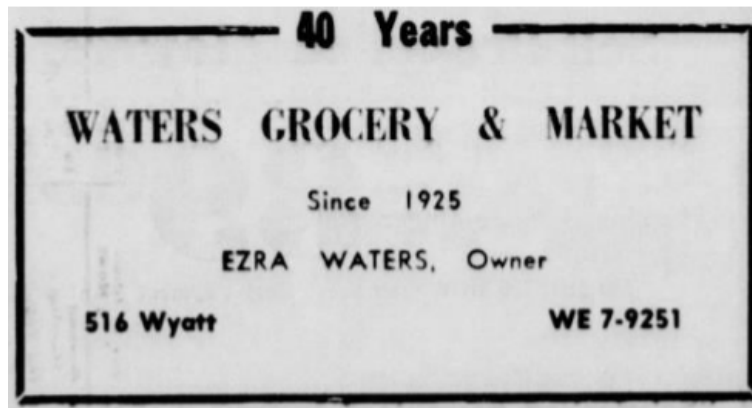 40 Years
WATERS GROCERY & MARKET
Since 1925
EZRA WATERS, Owner
516 Wyatt WE 7-9251